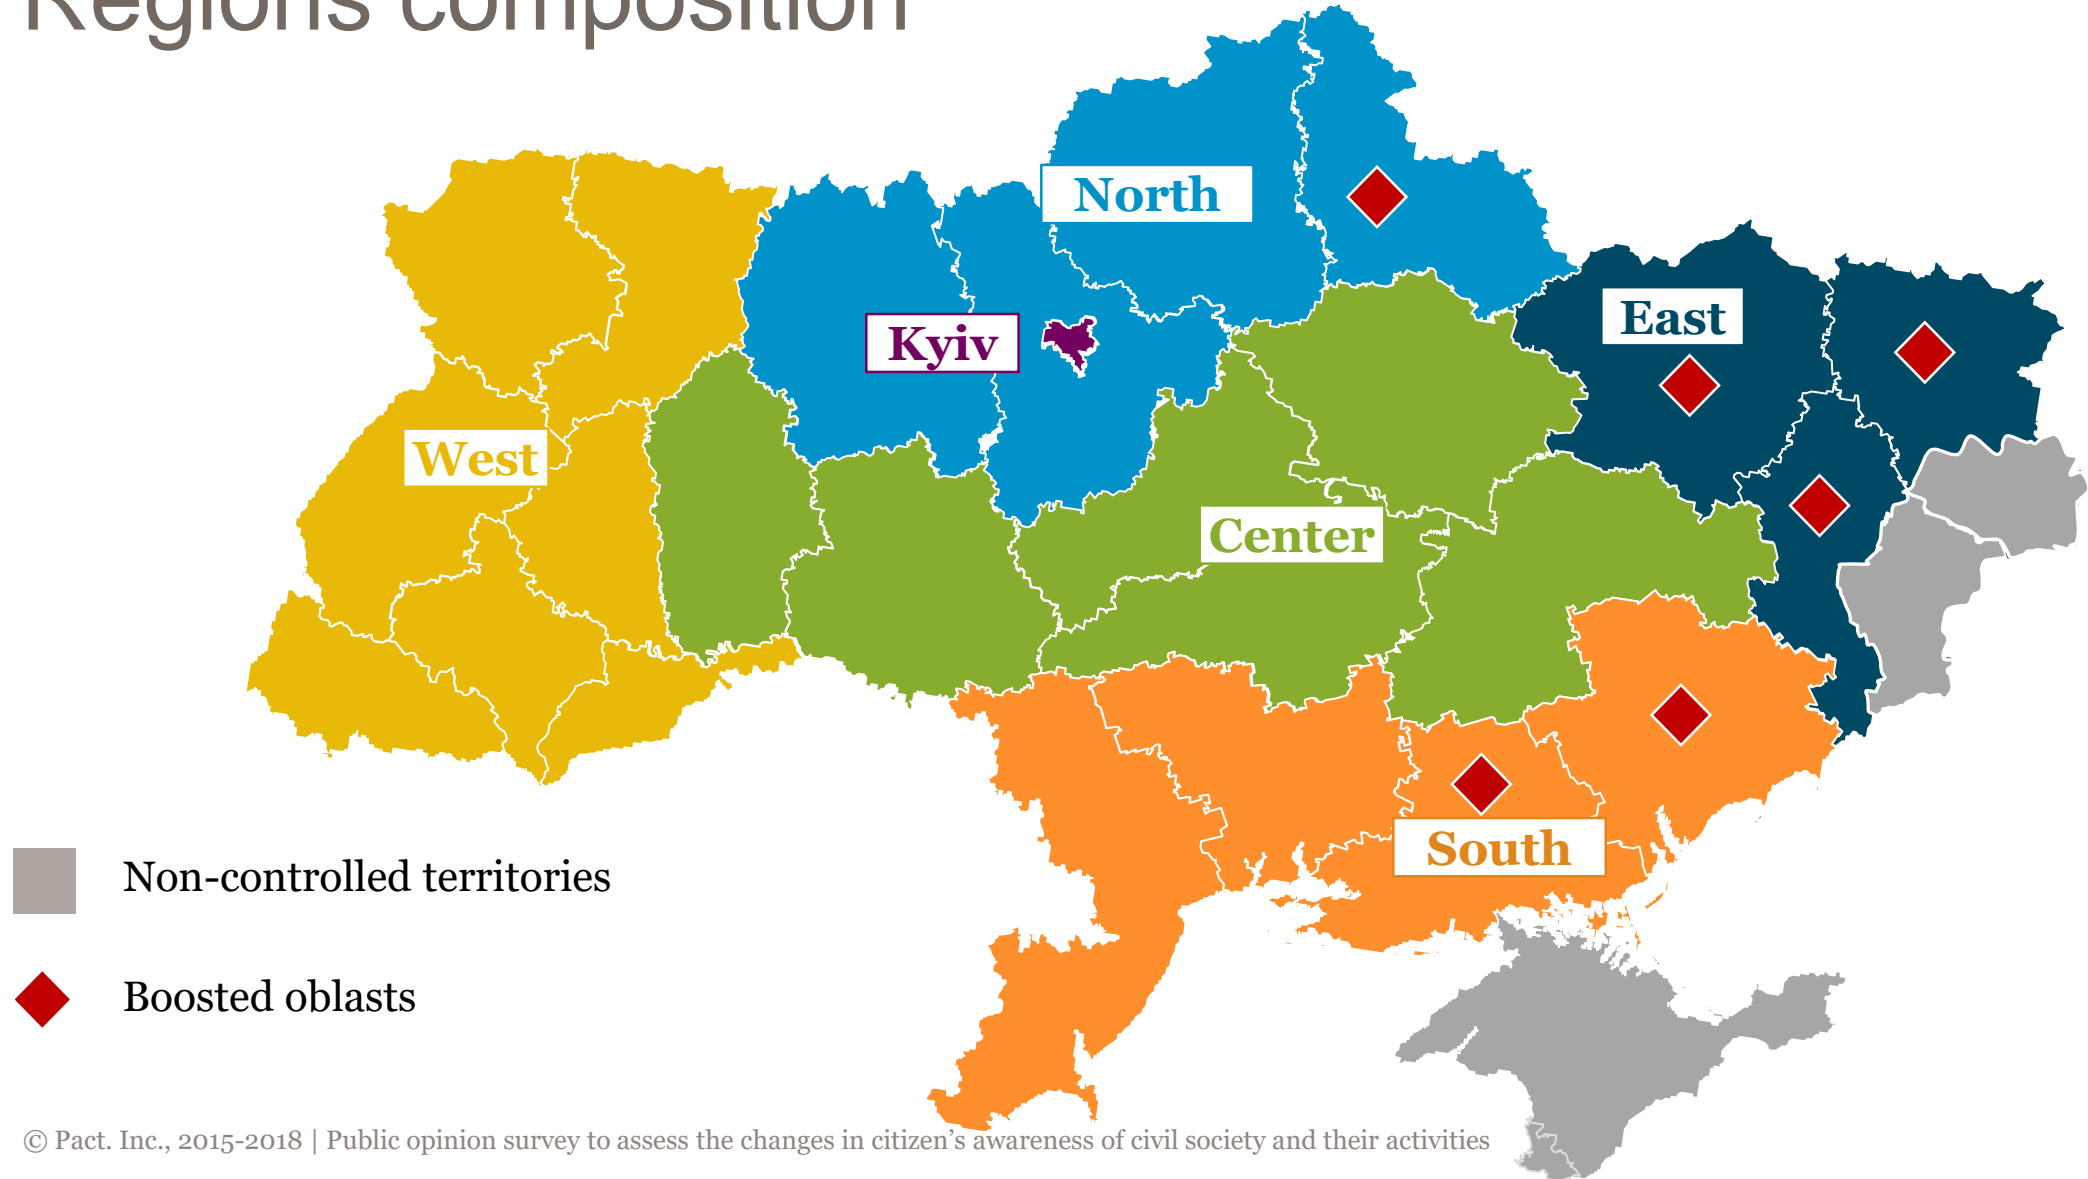 Regions composition
North
East
Kyiv
West
Center
South
Non-controlled territories
Boosted oblasts
© Pact. Inc., 2015-2018 | Public opinion survey to assess the changes in citizen’s awareness of civil society and their activities